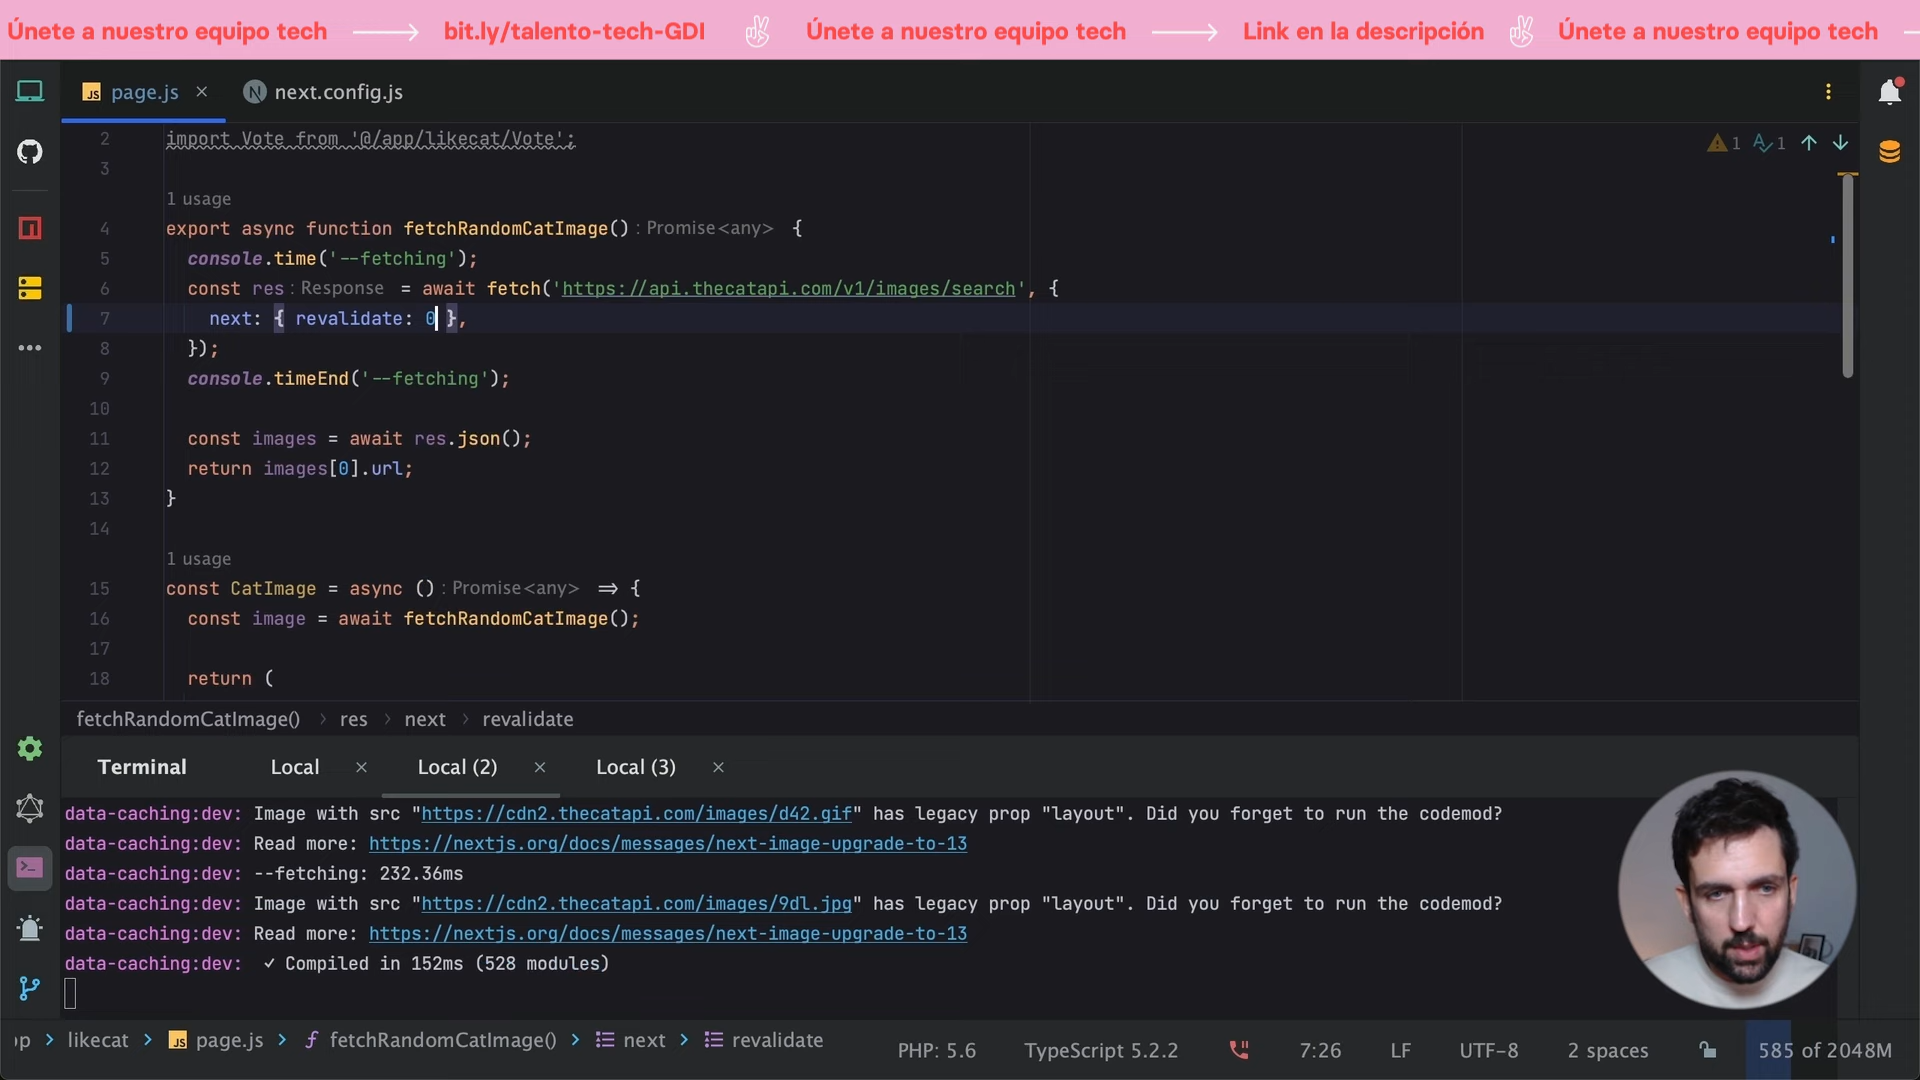 Únete a nuestro equipo tech bit.ly/talento-tech-GDI Únete a nuestro equipo tech Link en la descripción Únete a nuestro equipo tech
page.js next.config.js
2 import Vote from '@/app/likecat/Vote';
1 1
3
1 usage
4 export async function fetchRandomCatImage() : Promise<any> {
5 console.time('--fetching');
6 const res : Response = await fetch('https://api.thecatapi.com/v1/images/search', {
7 next: { revalidate: 0 },
8 });
9 console.timeEnd('--fetching');
10
11 const images = await res.json();
12 return images[0].url;
13 }
14
1 usage
15 const CatImage = async () : Promise<any> => {
16 const image = await fetchRandomCatImage();
17
18 return (
fetchRandomCatImage() > res > next > revalidate
Terminal Local Local (2) Local (3)
data-caching:dev: Image with src "https://cdn2.thecatapi.com/images/d42.gif" has legacy prop "layout". Did you forget to run the codemod?
data-caching:dev: Read more: https://nextjs.org/docs/messages/next-image-upgrade-to-13
data-caching:dev: --fetching: 232.36ms
data-caching:dev: Image with src "https://cdn2.thecatapi.com/images/9dl.jpg" has legacy prop "layout". Did you forget to run the codemod?
data-caching:dev: Read more: https://nextjs.org/docs/messages/next-image-upgrade-to-13
data-caching:dev: ✓ Compiled in 152ms (528 modules)
pp > likecat > page.js > fetchRandomCatImage() > next > revalidate PHP: 5.6 TypeScript 5.2.2 7:26 LF UTF-8 2 spaces 585 of 2048M